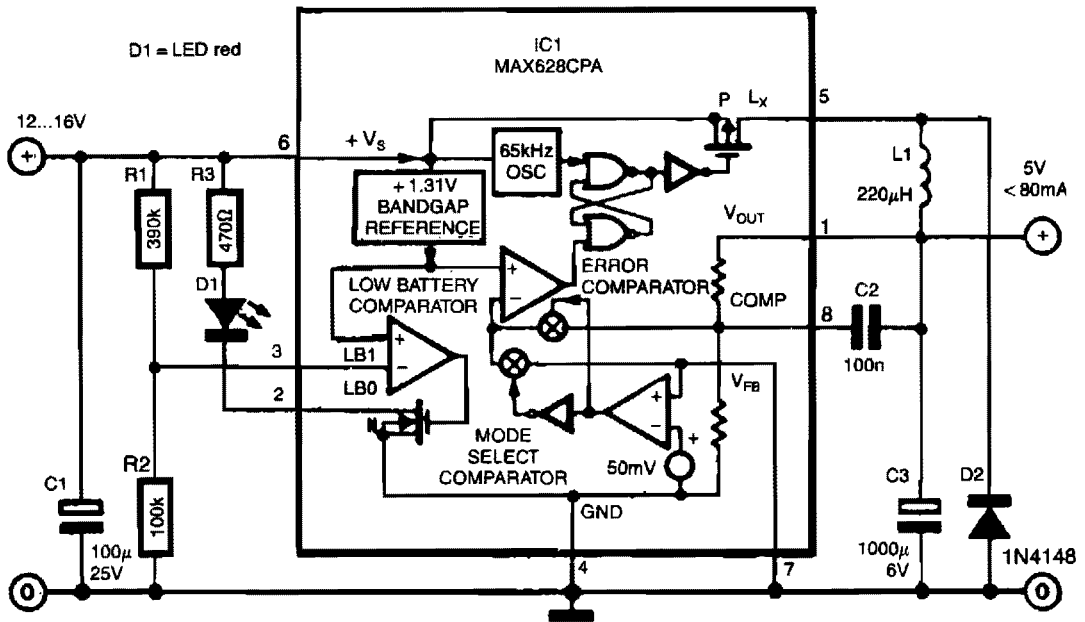 D1 = LED red
IC1
MAX628CPA
12...16V
+
6
+ VS
65kHz
OSC
P
LX
5
R1
390k
R3
470Ω
+ 1.31V
BANDGAP
REFERENCE
L1
220μH
5V
< 80mA
+
VOUT
1
D1
LOW BATTERY
COMPARATOR
+
−
ERROR
COMPARATOR
COMP
8
C2
100n
3
LB1
LB0
+
−
2
N
VFB
+
−
+
50mV
MODE
SELECT
COMPARATOR
R2
100k
C1
100μ
25V
GND
C3
1000μ
6V
D2
1N4148
4
7
0
0